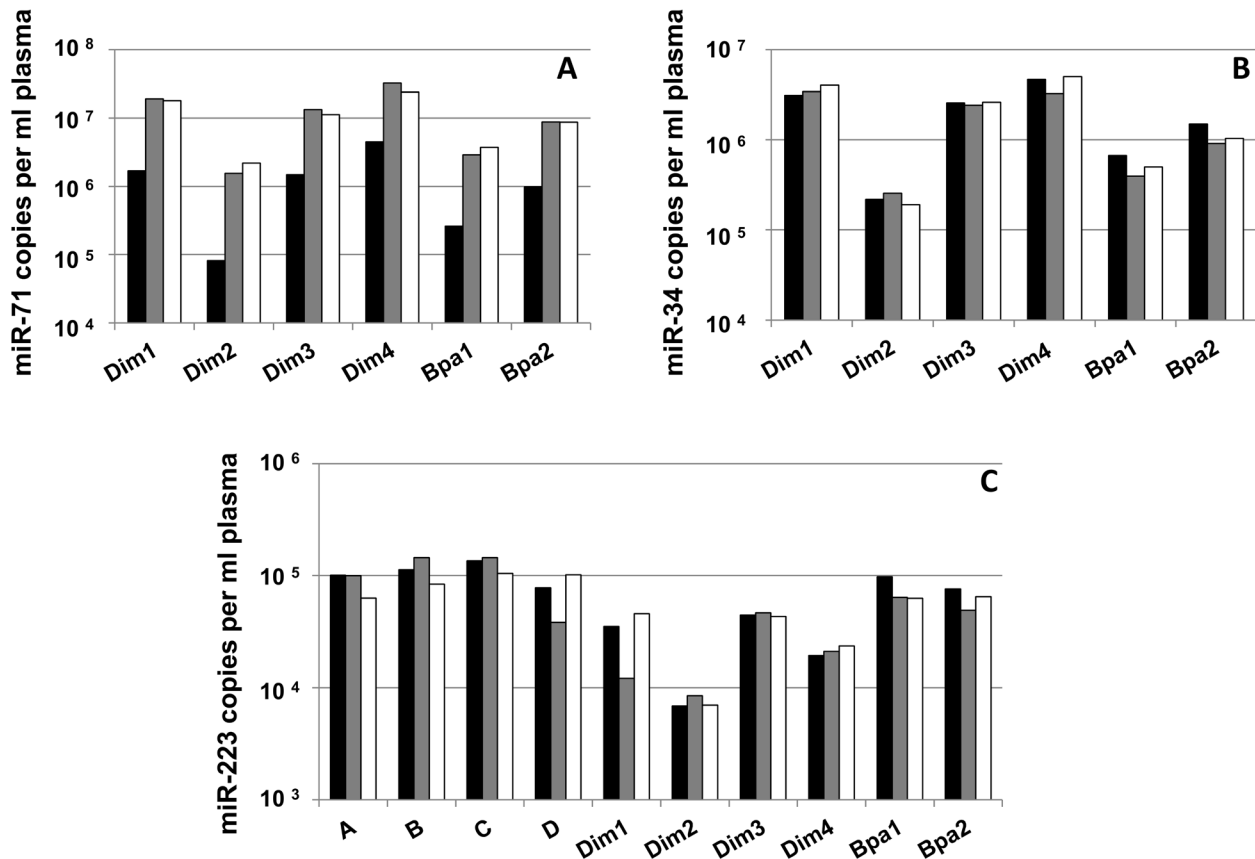 A
miR-71 copies per ml plasma
10 8
10 7
10 6
10 5
10 4
Dim1 Dim2 Dim3 Dim4 Bpa1 Bpa2
B
miR-34 copies per ml plasma
10 7
10 6
10 5
10 4
Dim1 Dim2 Dim3 Dim4 Bpa1 Bpa2
C
miR-223 copies per ml plasma
10 6
10 5
10 4
10 3
A B C D Dim1 Dim2 Dim3 Dim4 Bpa1 Bpa2